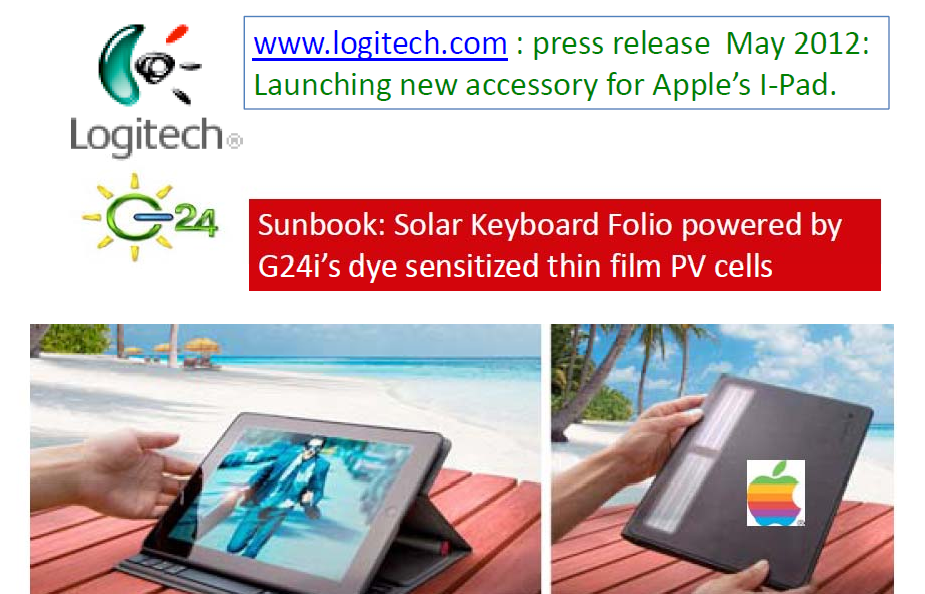 www.logitech.com : press release May 2012:
Launching new accessory for Apple's I-Pad.
Logitech®
G24
Sunbook: Solar Keyboard Folio powered by
G24i's dye sensitized thin film PV cells
®